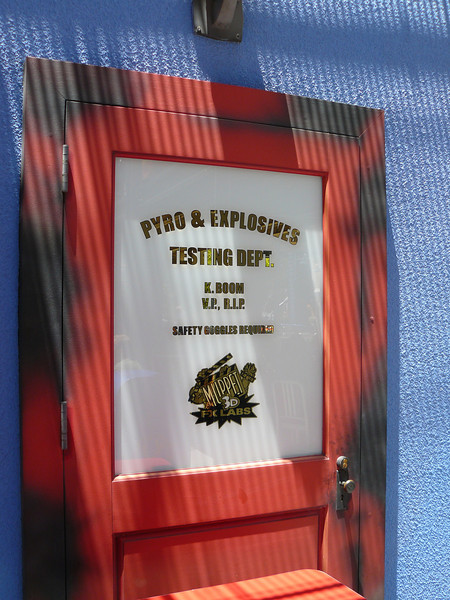 PYRO & EXPLOSIVES
TESTING DEPT.
K. BOOM
V.P., R.I.P.
SAFETY GOGGLES REQUIRED
MUPPET
3D
FX LABS